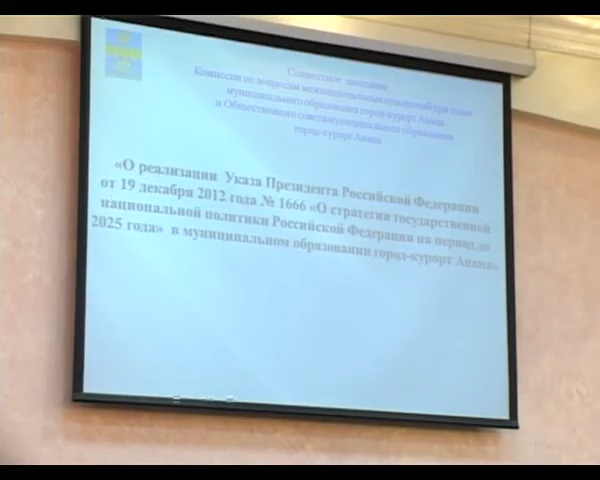 Совместное заседание
Комиссии по вопросам межнациональных отношений при главе
муниципального образования город-курорт Анапа
и Общественного совета муниципального образования
город-курорт Анапа
«О реализации Указа Президента Российской Федерации
от 19 декабря 2012 года № 1666 «О стратегии государственной
национальной политики Российской Федерации на период до
2025 года» в муниципальном образовании город-курорт Анапа»